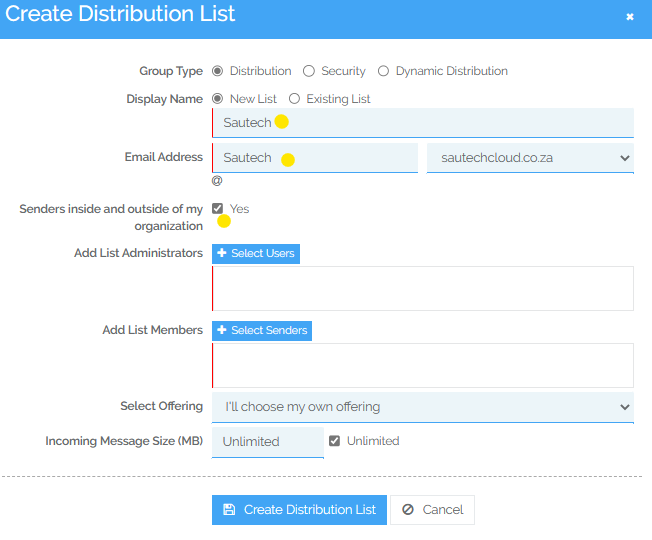 Create Distribution List
Group Type Distribution Security Dynamic Distribution
Display Name New List Existing List
Sautech
Email Address Sautech sautechcloud.co.za
@
Senders inside and outside of my Yes
organization
Add List Administrators + Select Users
Add List Members + Select Senders
Select Offering I'll choose my own offering
Incoming Message Size (MB) Unlimited Unlimited
Create Distribution List Cancel